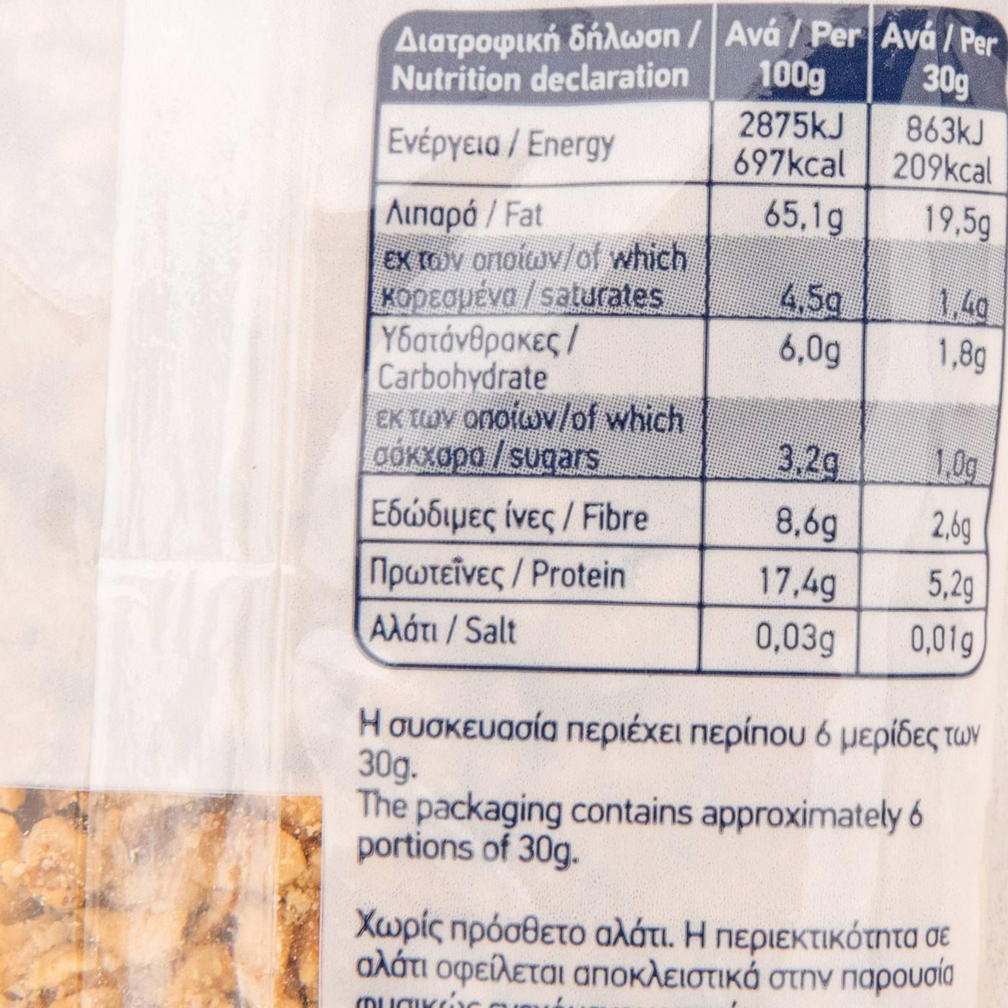 Διατροφική δήλωση / Ανά / Per Ανά / Per
Nutrition declaration 100g 30g
Ενέργεια / Energy 2875kJ 863kJ
697kcal 209kcal
Λιπαρά / Fat 65,1g 19,5g
εκ των οποίων/of which
κορεσμένα / saturates 4,5g 1,4g
Υδατάνθρακες / 6,0g 1,8g
Carbohydrate
εκ των οποίων/of which
σάκχαρα / sugars 3,2g 1,0g
Εδώδιμες ίνες / Fibre 8,6g 2,6g
Πρωτεΐνες / Protein 17,4g 5,2g
Αλάτι / Salt 0,03g 0,01g
Η συσκευασία περιέχει περίπου 6 μερίδες των
30g.
The packaging contains approximately 6
portions of 30g.
Χωρίς πρόσθετο αλάτι. Η περιεκτικότητα σε
αλάτι οφείλεται αποκλειστικά στην παρουσία